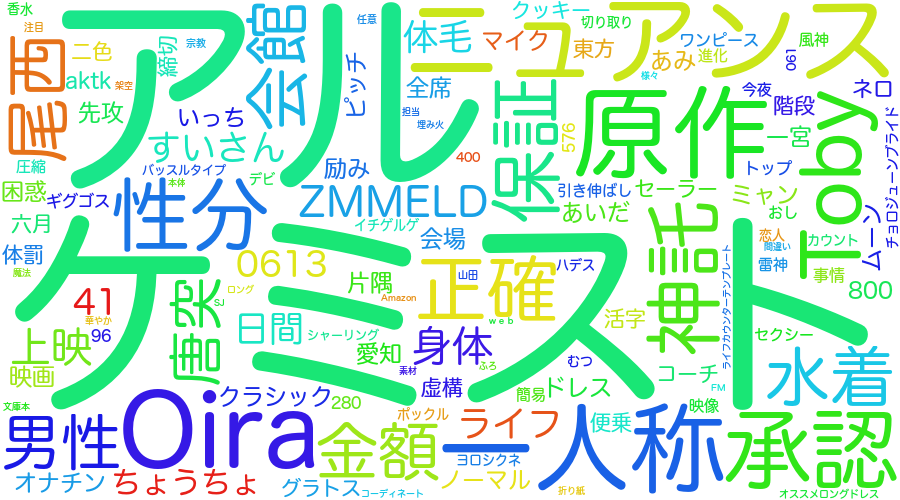 香水
注目
アルケミスト
会館
締切
任意
宗教
体毛
ニュアンス
クッキー
マイク
切り取り
東方
あみ
ワンピース
進化
風神
061
様々
尾西
二色
aktk
架空
先攻
いっち
すいさん
ピッチ
全席
担当
埋み火
保証
原作
576
400
今夜
階段
ネロ
Toby
一宮
トップ
チョロジューンブライド
圧縮
バッスルタイプ
本体
デビ
励み
困惑
ギグゴス
性分
ZMMELD
引き伸ばし
セーラー
ミャン
おし
あいだ
六月
イチゲルゲ
会場
神託
恋人
間違い
カウント
ムーン
体罰
魔法
0613
片隅
正確
山田
ハデス
雷神
事情
ライフカウンターテンプレート
41
唐突
SJ
ロング
Amazon
web
800
華やか
96
日間
シャーリング
愛知
身体
活字
セクシー
上映
映画
素材
ふろ
むつ
コーチ
水着
クラシック
280
虚構
簡易
ドレス
映像
FM
文庫本
男性
Oira
金額
ポックル
ライフ
一人称
便乗
承認
ヨロシクネ
オナチン
ちょうちょ
グラトス
コーディネート
ノーマル
折り紙
オススメロングドレス